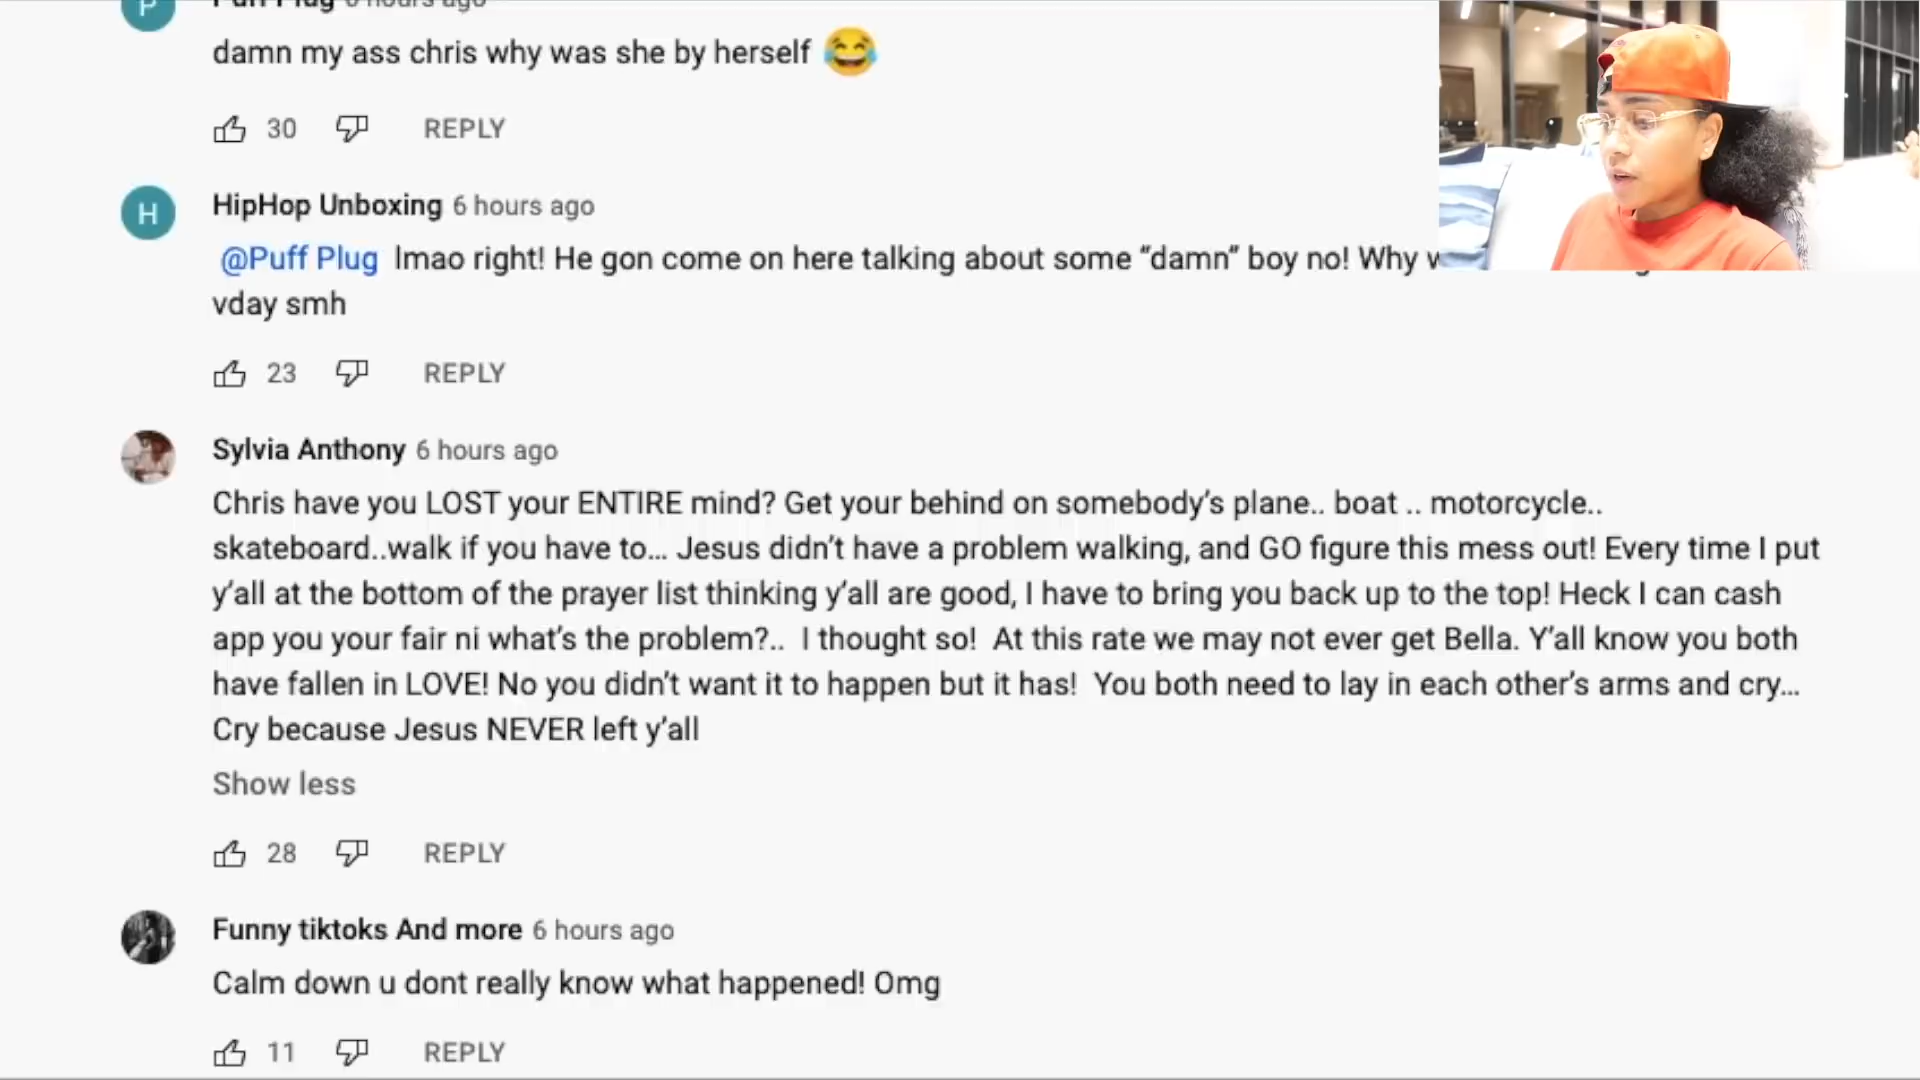 Puff Plug 6 hours ago
damn my ass chris why was she by herself 😂
30 REPLY
H
HipHop Unboxing 6 hours ago
@Puff Plug lmao right! He gon come on here talking about some “damn” boy no! Why
vday smh
23 REPLY
Sylvia Anthony 6 hours ago
Chris have you LOST your ENTIRE mind? Get your behind on somebody’s plane.. boat .. motorcycle..
skateboard..walk if you have to… Jesus didn’t have a problem walking, and GO figure this mess out! Every time I put
y’all at the bottom of the prayer list thinking y’all are good, I have to bring you back up to the top! Heck I can cash
app you your fair ni what’s the problem?.. I thought so! At this rate we may not ever get Bella. Y’all know you both
have fallen in LOVE! No you didn’t want it to happen but it has! You both need to lay in each other’s arms and cry…
Cry because Jesus NEVER left y’all
Show less
28 REPLY
Funny tiktoks And more 6 hours ago
Calm down u dont really know what happened! Omg
11 REPLY